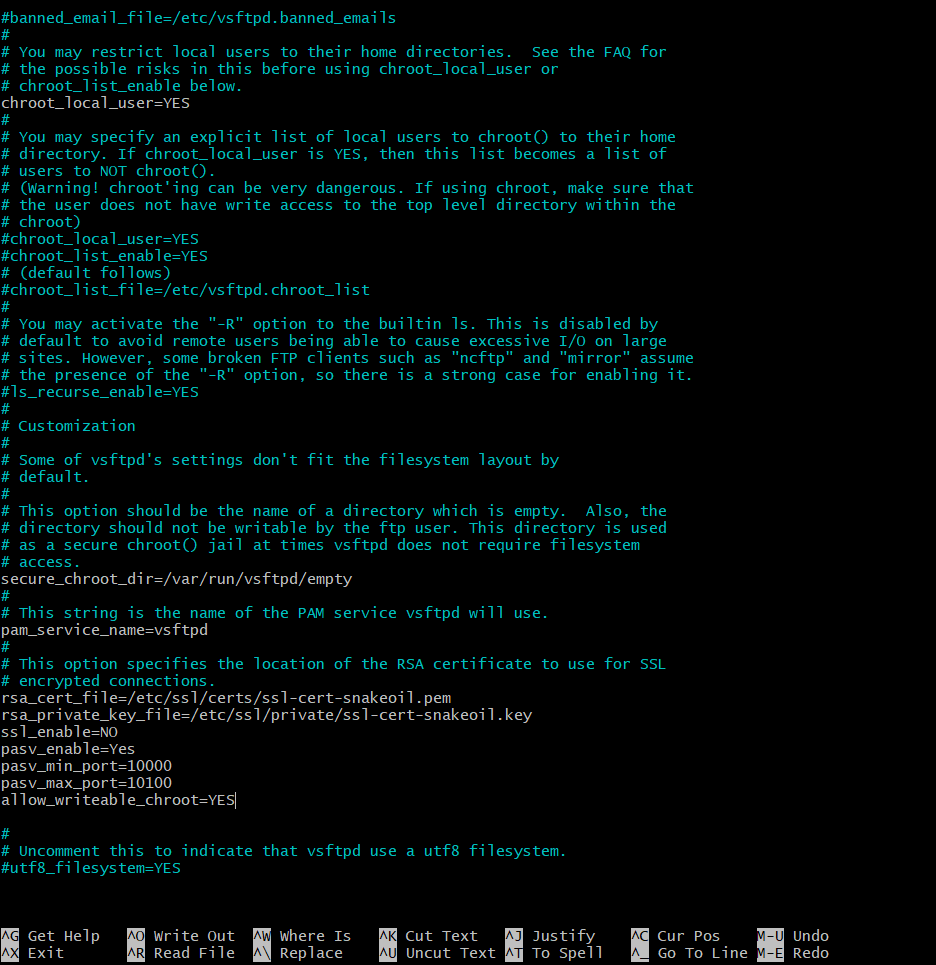 #banned_email_file=/etc/vsftpd.banned_emails
#
# You may restrict local users to their home directories.  See the FAQ for
# the possible risks in this before using chroot_local_user or
# chroot_list_enable below.
chroot_local_user=YES
#
# You may specify an explicit list of local users to chroot() to their home
# directory. If chroot_local_user is YES, then this list becomes a list of
# users to NOT chroot().
# (Warning! chroot'ing can be very dangerous. If using chroot, make sure that
# the user does not have write access to the top level directory within the
# chroot)
#chroot_local_user=YES
#chroot_list_enable=YES
# (default follows)
#chroot_list_file=/etc/vsftpd.chroot_list
#
# You may activate the "-R" option to the builtin ls. This is disabled by
# default to avoid remote users being able to cause excessive I/O on large
# sites. However, some broken FTP clients such as "ncftp" and "mirror" assume
# the presence of the "-R" option, so there is a strong case for enabling it.
#ls_recurse_enable=YES
#
# Customization
#
# Some of vsftpd's settings don't fit the filesystem layout by
# default.
#
# This option should be the name of a directory which is empty.  Also, the
# directory should not be writable by the ftp user. This directory is used
# as a secure chroot() jail at times vsftpd does not require filesystem
# access.
secure_chroot_dir=/var/run/vsftpd/empty
#
# This string is the name of the PAM service vsftpd will use.
pam_service_name=vsftpd
#
# This option specifies the location of the RSA certificate to use for SSL
# encrypted connections.
rsa_cert_file=/etc/ssl/certs/ssl-cert-snakeoil.pem
rsa_private_key_file=/etc/ssl/private/ssl-cert-snakeoil.key
ssl_enable=NO
pasv_enable=Yes
pasv_min_port=10000
pasv_max_port=10100
allow_writeable_chroot=YES
#
# Uncomment this to indicate that vsftpd use a utf8 filesystem.
#utf8_filesystem=YES
^G Get Help   ^O Write Out  ^W Where Is   ^K Cut Text   ^J Justify    ^C Cur Pos    M-U Undo
^X Exit       ^R Read File  ^\ Replace    ^U Uncut Text ^T To Spell   ^_ Go To Line M-E Redo